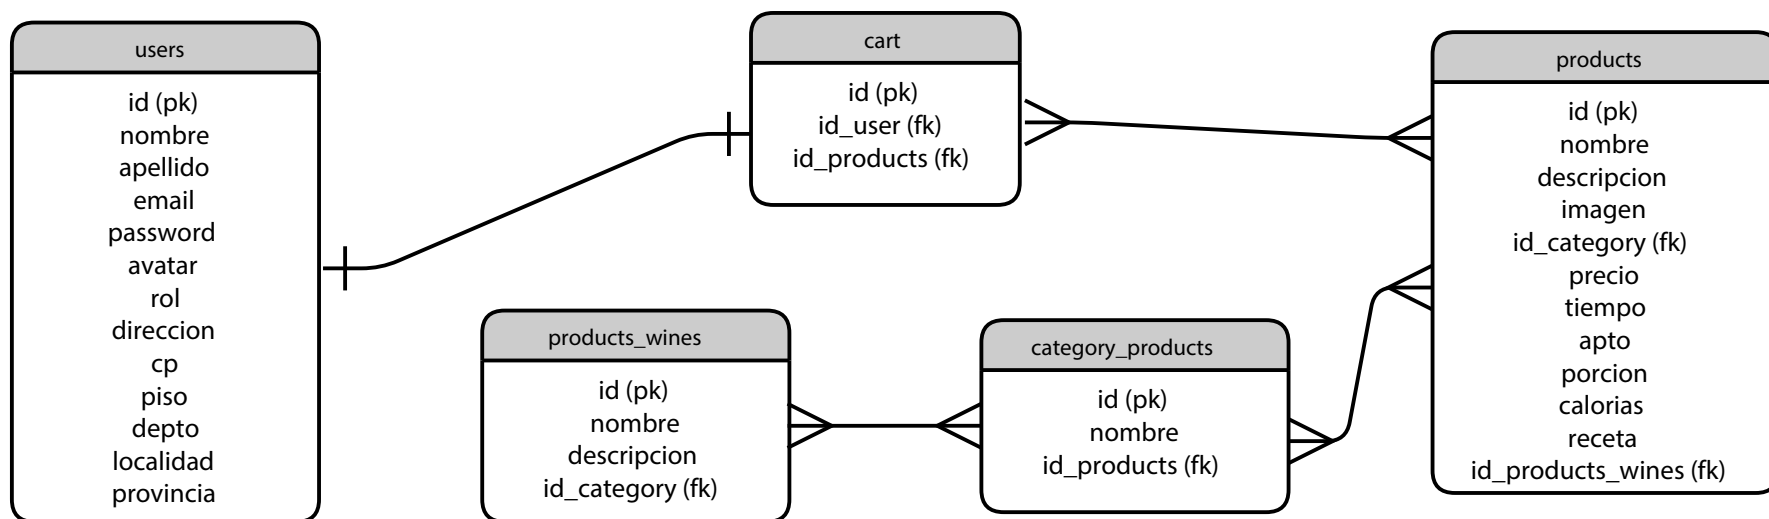 users
id (pk)
nombre
apellido
email
password
avatar
rol
direccion
cp
piso
depto
localidad
provincia
cart
id (pk)
id_user (fk)
id_products (fk)
products_wines
id (pk)
nombre
descripcion
id_category (fk)
category_products
id (pk)
nombre
id_products (fk)
products
id (pk)
nombre
descripcion
imagen
id_category (fk)
precio
tiempo
apto
porcion
calorias
receta
id_products_wines (fk)